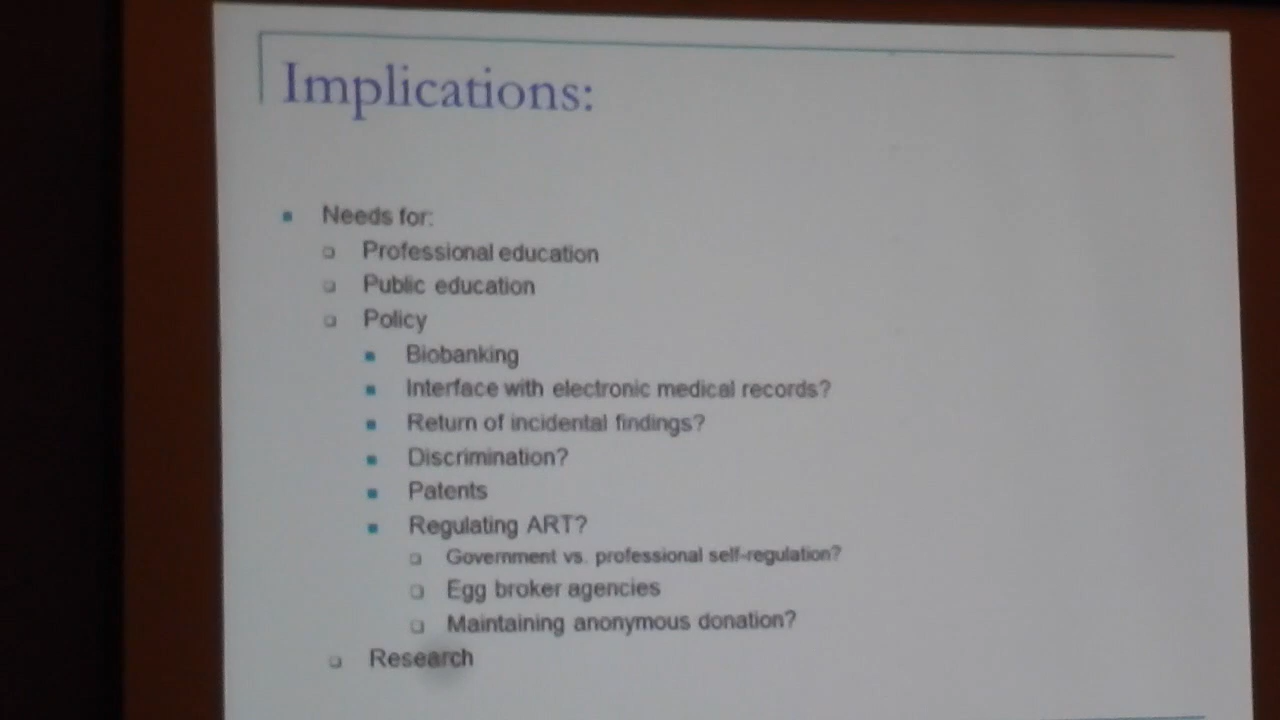 Implications:
Needs for:
Professional education
Public education
Policy
Biobanking
Interface with electronic medical records?
Return of incidental findings?
Discrimination?
Patents
Regulating ART?
Government vs. professional self-regulation?
Egg broker agencies
Maintaining anonymous donation?
Research